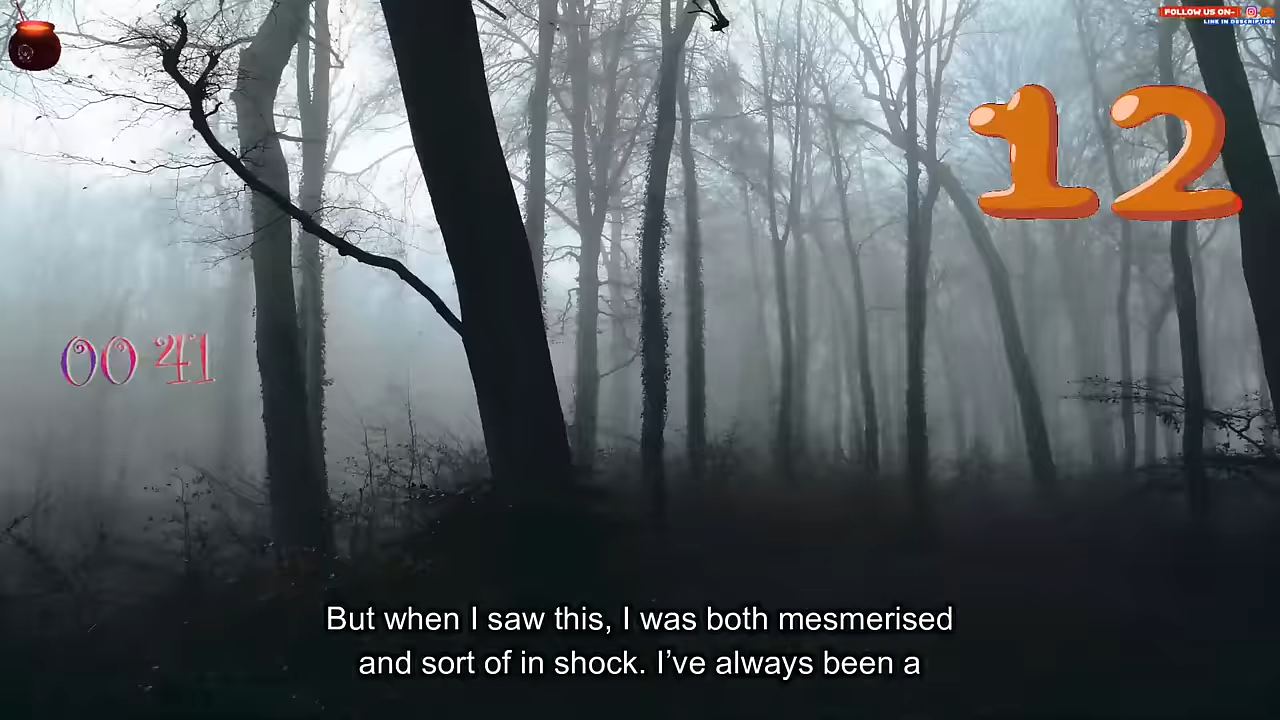 FOLLOW US ON-
LINK IN DESCRIPTION
12
00 41
But when I saw this, I was both mesmerised
and sort of in shock. I’ve always been a